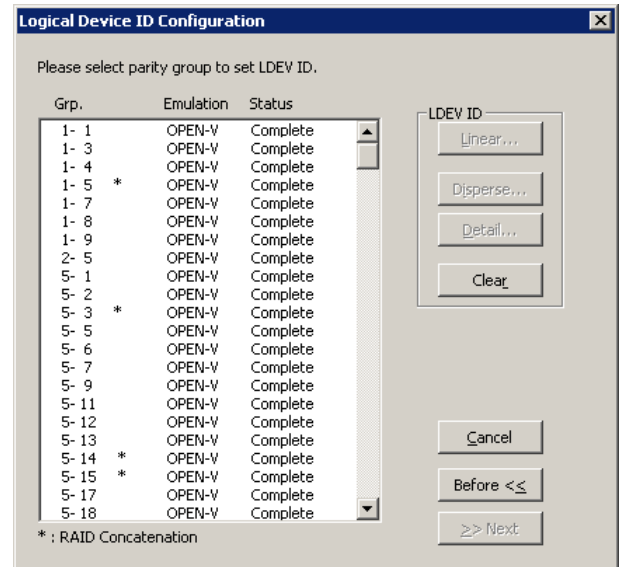 Logical Device ID Configuration
Please select parity group to set LDEV ID.
Grp. Emulation Status
1- 1 OPEN-V Complete
1- 3 OPEN-V Complete
1- 4 OPEN-V Complete
1- 5 * OPEN-V Complete
1- 7 OPEN-V Complete
1- 8 OPEN-V Complete
1- 9 OPEN-V Complete
2- 5 OPEN-V Complete
5- 1 OPEN-V Complete
5- 2 OPEN-V Complete
5- 3 * OPEN-V Complete
5- 5 OPEN-V Complete
5- 6 OPEN-V Complete
5- 7 OPEN-V Complete
5- 9 OPEN-V Complete
5- 11 OPEN-V Complete
5- 12 OPEN-V Complete
5- 13 OPEN-V Complete
5- 14 * OPEN-V Complete
5- 15 * OPEN-V Complete
5- 17 OPEN-V Complete
5- 18 OPEN-V Complete
* : RAID Concatenation
LDEV ID
Linear...
Disperse...
Detail...
Clear
Cancel
Before <<
>> Next